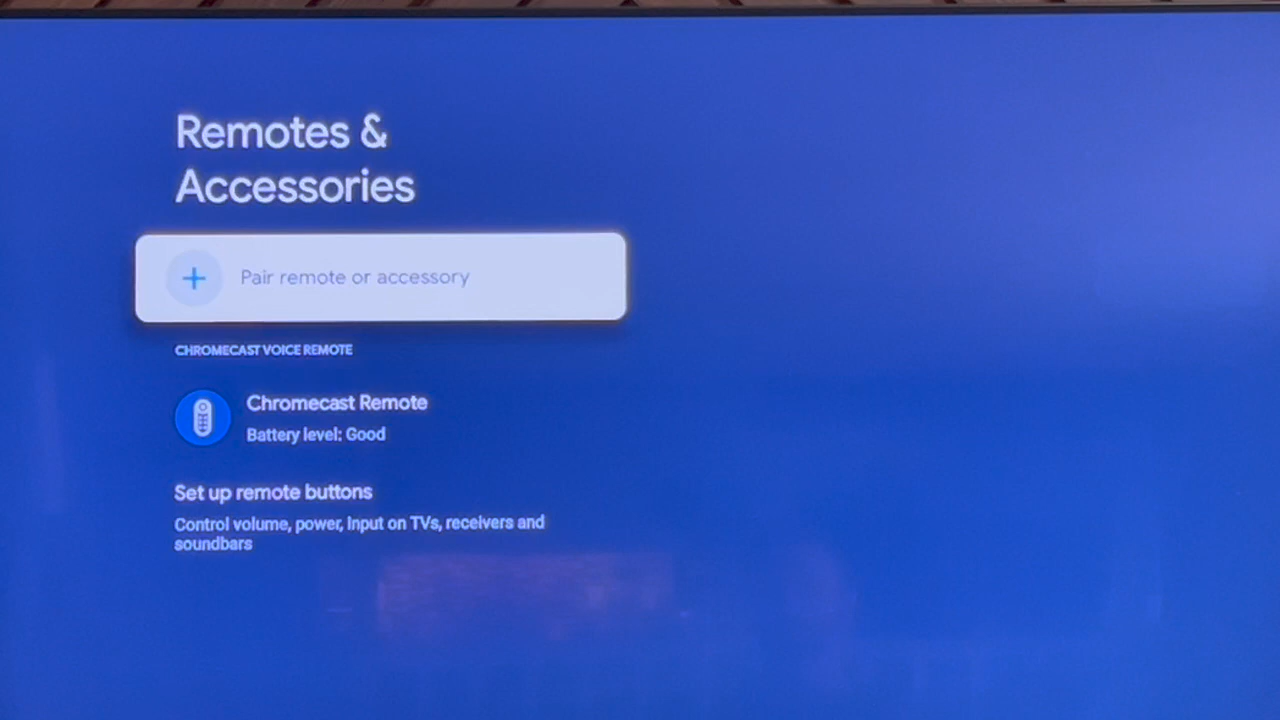 Remotes &
Accessories
Pair remote or accessory
CHROMECAST VOICE REMOTE
Chromecast Remote
Battery level: Good
Set up remote buttons
Control volume, power, input on TVs, receivers and
soundbars